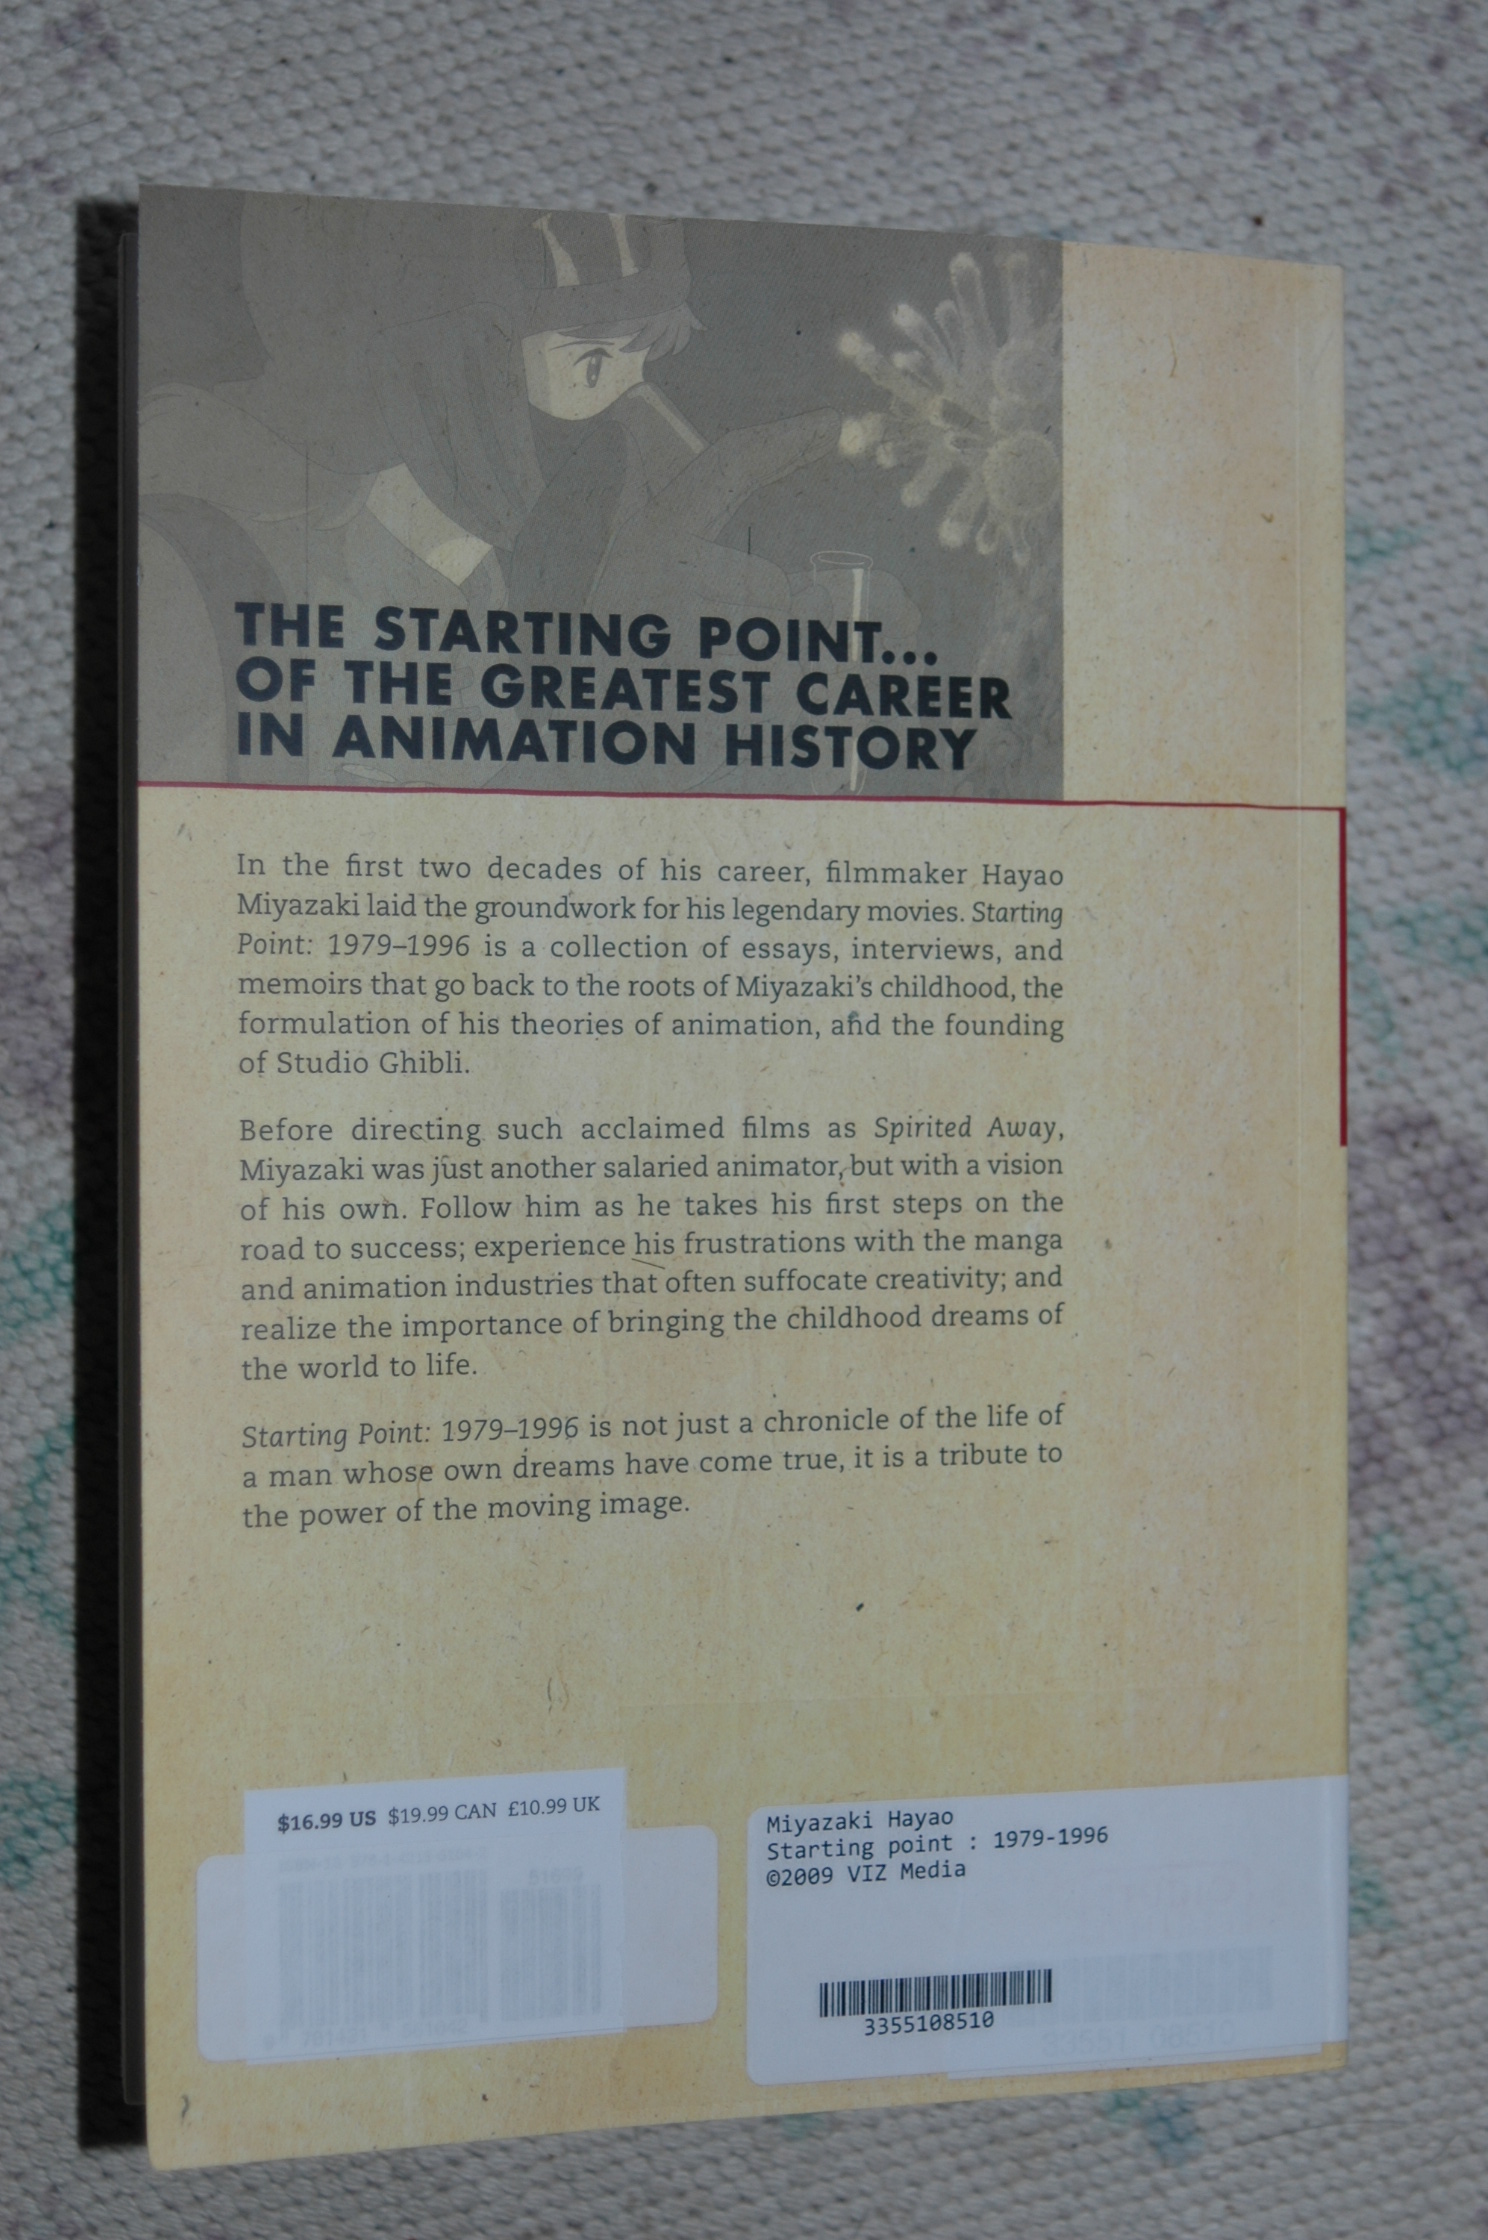 THE STARTING POINT...
OF THE GREATEST CAREER
IN ANIMATION HISTORY
In the first two decades of his career, filmmaker Hayao
Miyazaki laid the groundwork for his legendary movies. Starting
Point: 1979–1996 is a collection of essays, interviews, and
memoirs that go back to the roots of Miyazaki's childhood, the
formulation of his theories of animation, and the founding
of Studio Ghibli.
Before directing such acclaimed films as Spirited Away,
Miyazaki was just another salaried animator, but with a vision
of his own. Follow him as he takes his first steps on the
road to success; experience his frustrations with the manga
and animation industries that often suffocate creativity; and
realize the importance of bringing the childhood dreams of
the world to life.
Starting Point: 1979–1996 is not just a chronicle of the life of
a man whose own dreams have come true, it is a tribute to
the power of the moving image.
$16.99 US $19.99 CAN £10.99 UK
Miyazaki Hayao
Starting point : 1979-1996
©2009 VIZ Media
3355108510